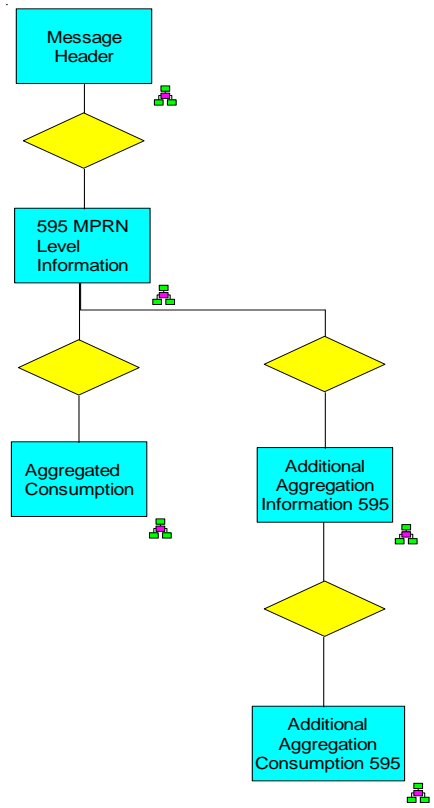 Message
Header
595 MPRN
Level
Information
Aggregated
Consumption
Additional
Aggregation
Information 595
Additional
Aggregation
Consumption 595